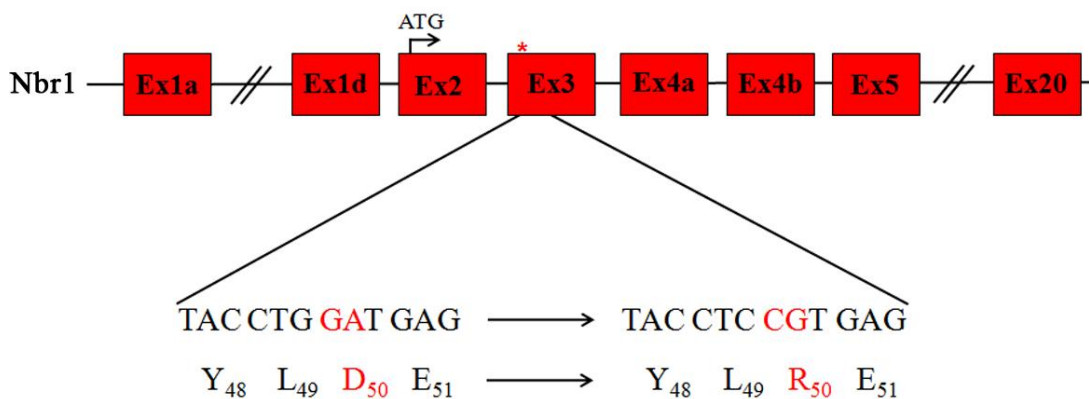 ATG
*
Nbr1 Ex1a Ex1d Ex2 Ex3 Ex4a Ex4b Ex5 Ex20
TAC CTG GAT GAG TAC CTC CGT GAG
Y48 L49 D50 E51 Y48 L49 R50 E51